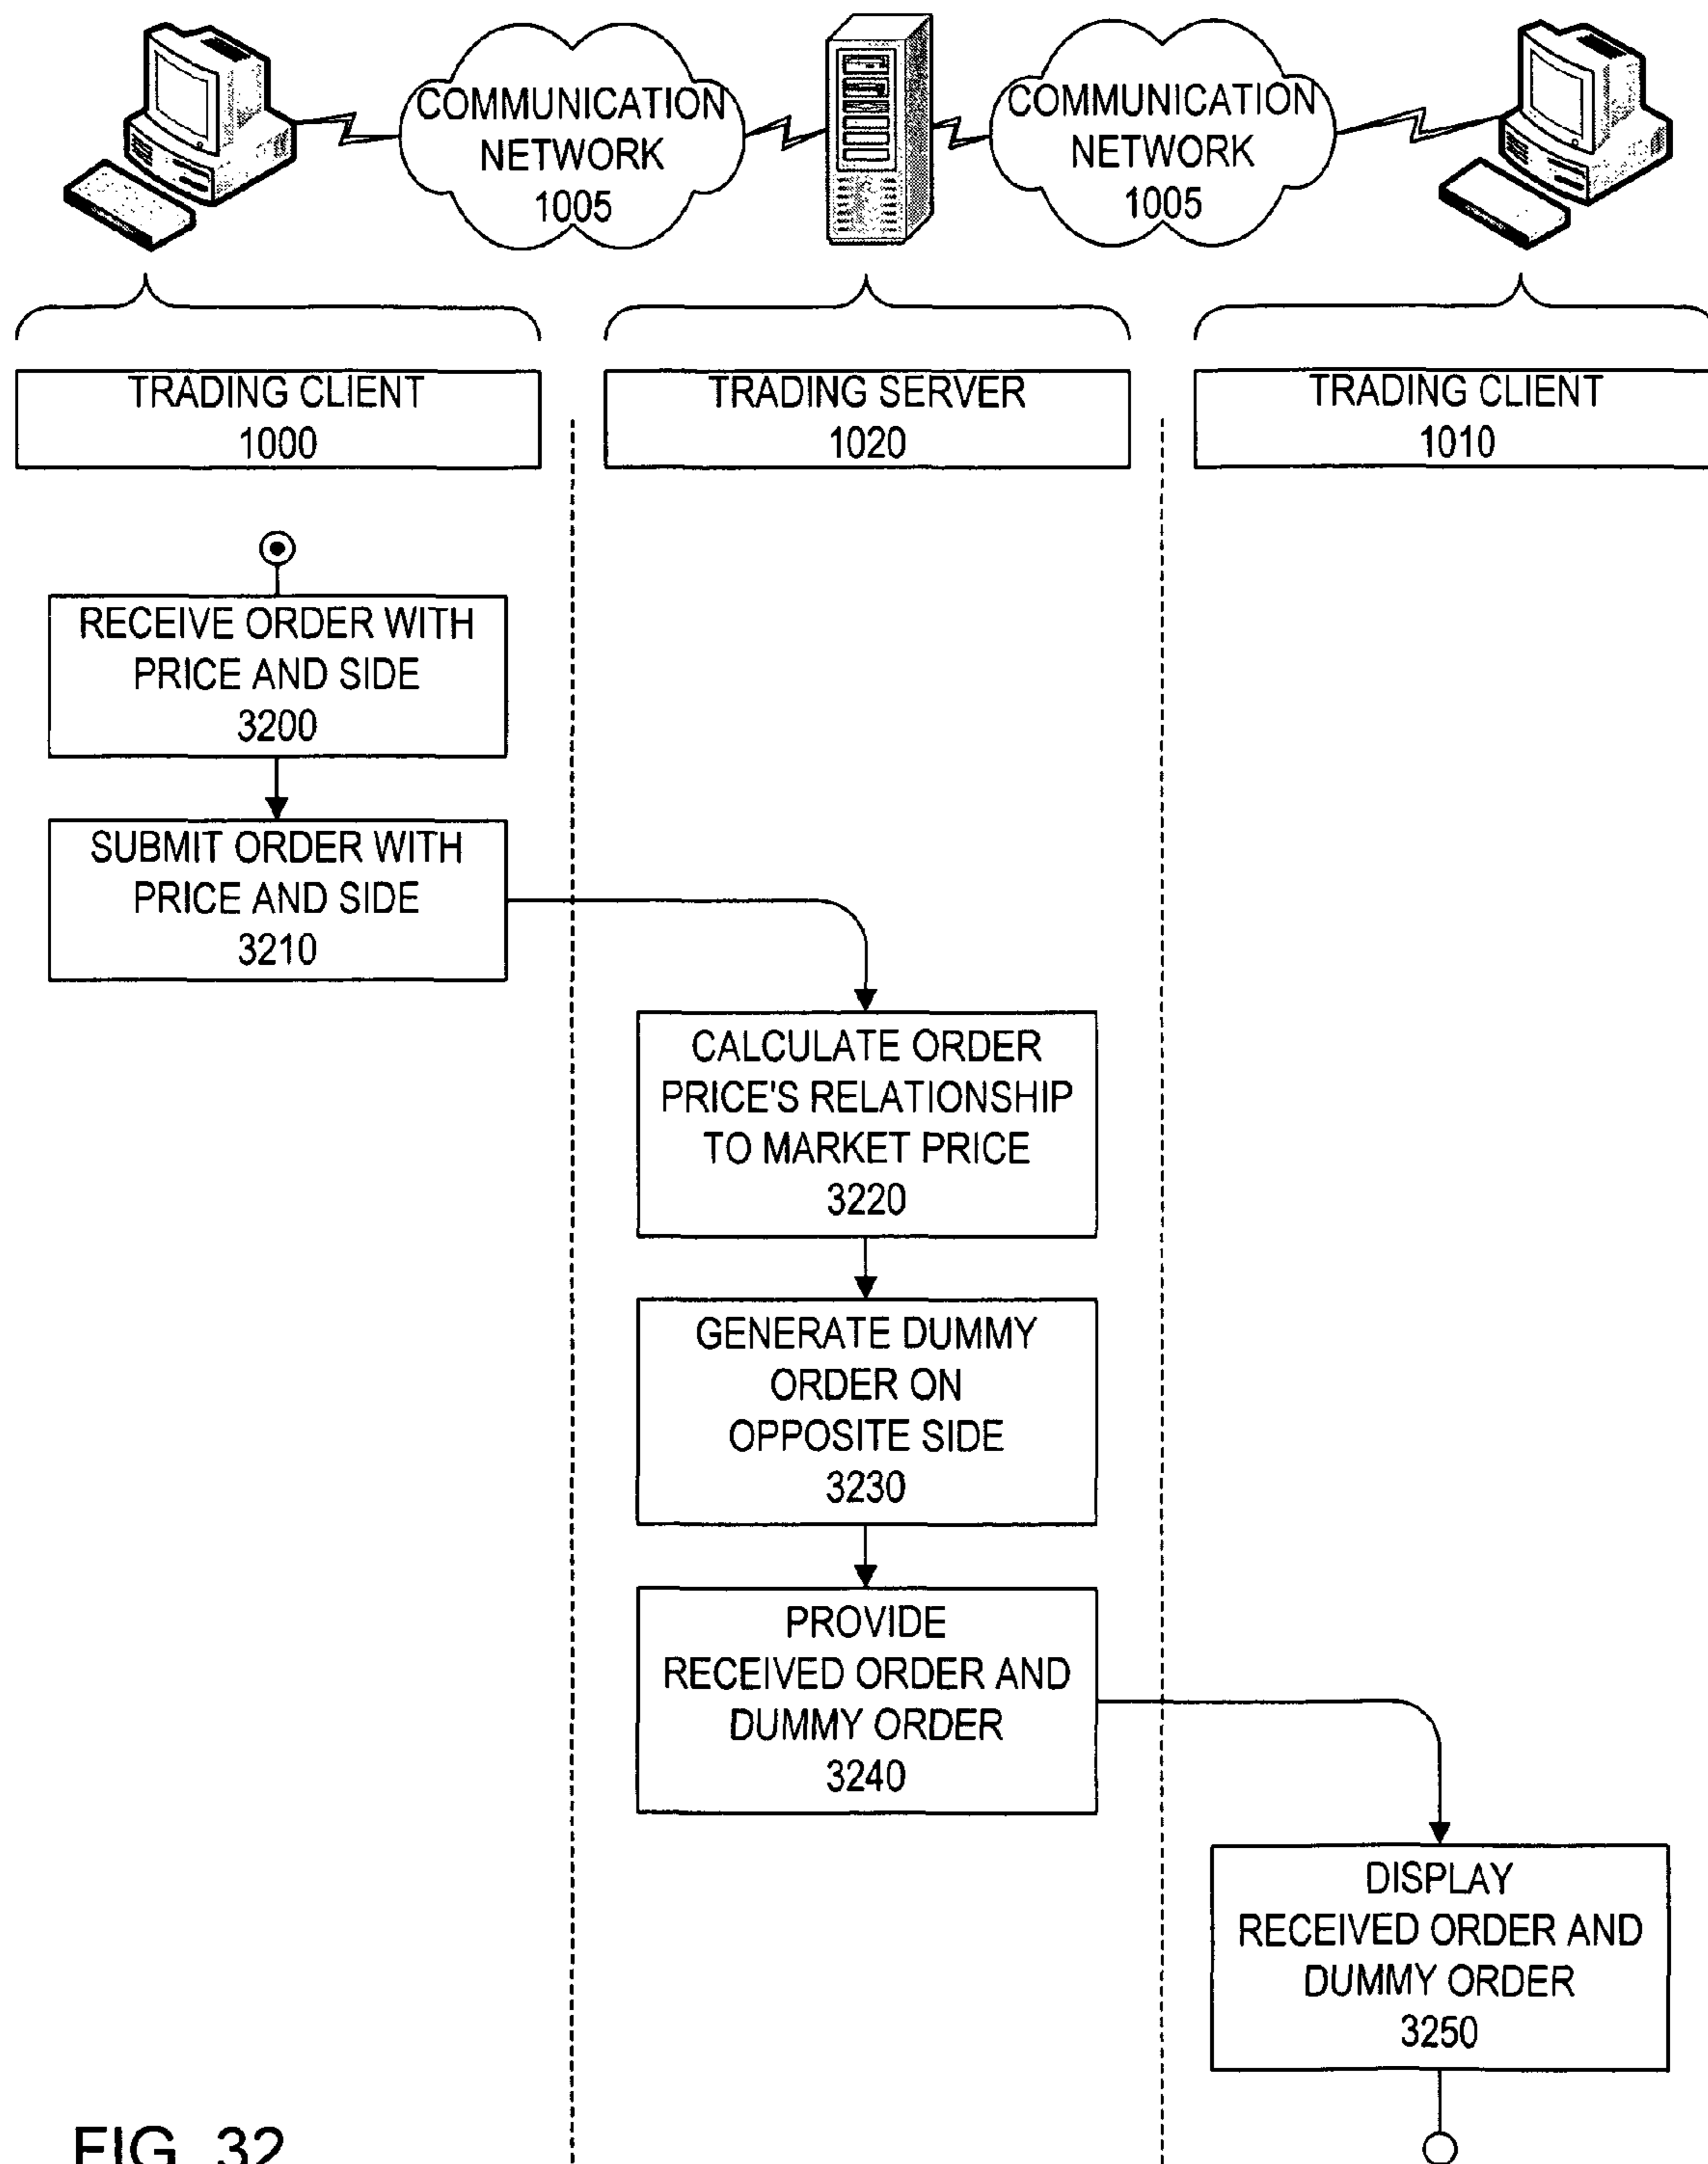 COMMUNICATION
NETWORK
1005
COMMUNICATION
NETWORK
1005
TRADING CLIENT
1000
TRADING SERVER
1020
TRADING CLIENT
1010
RECEIVE ORDER WITH
PRICE AND SIDE
3200
SUBMIT ORDER WITH
PRICE AND SIDE
3210
CALCULATE ORDER
PRICE'S RELATIONSHIP
TO MARKET PRICE
3220
GENERATE DUMMY
ORDER ON
OPPOSITE SIDE
3230
PROVIDE
RECEIVED ORDER AND
DUMMY ORDER
3240
DISPLAY
RECEIVED ORDER AND
DUMMY ORDER
3250
FIG. 32